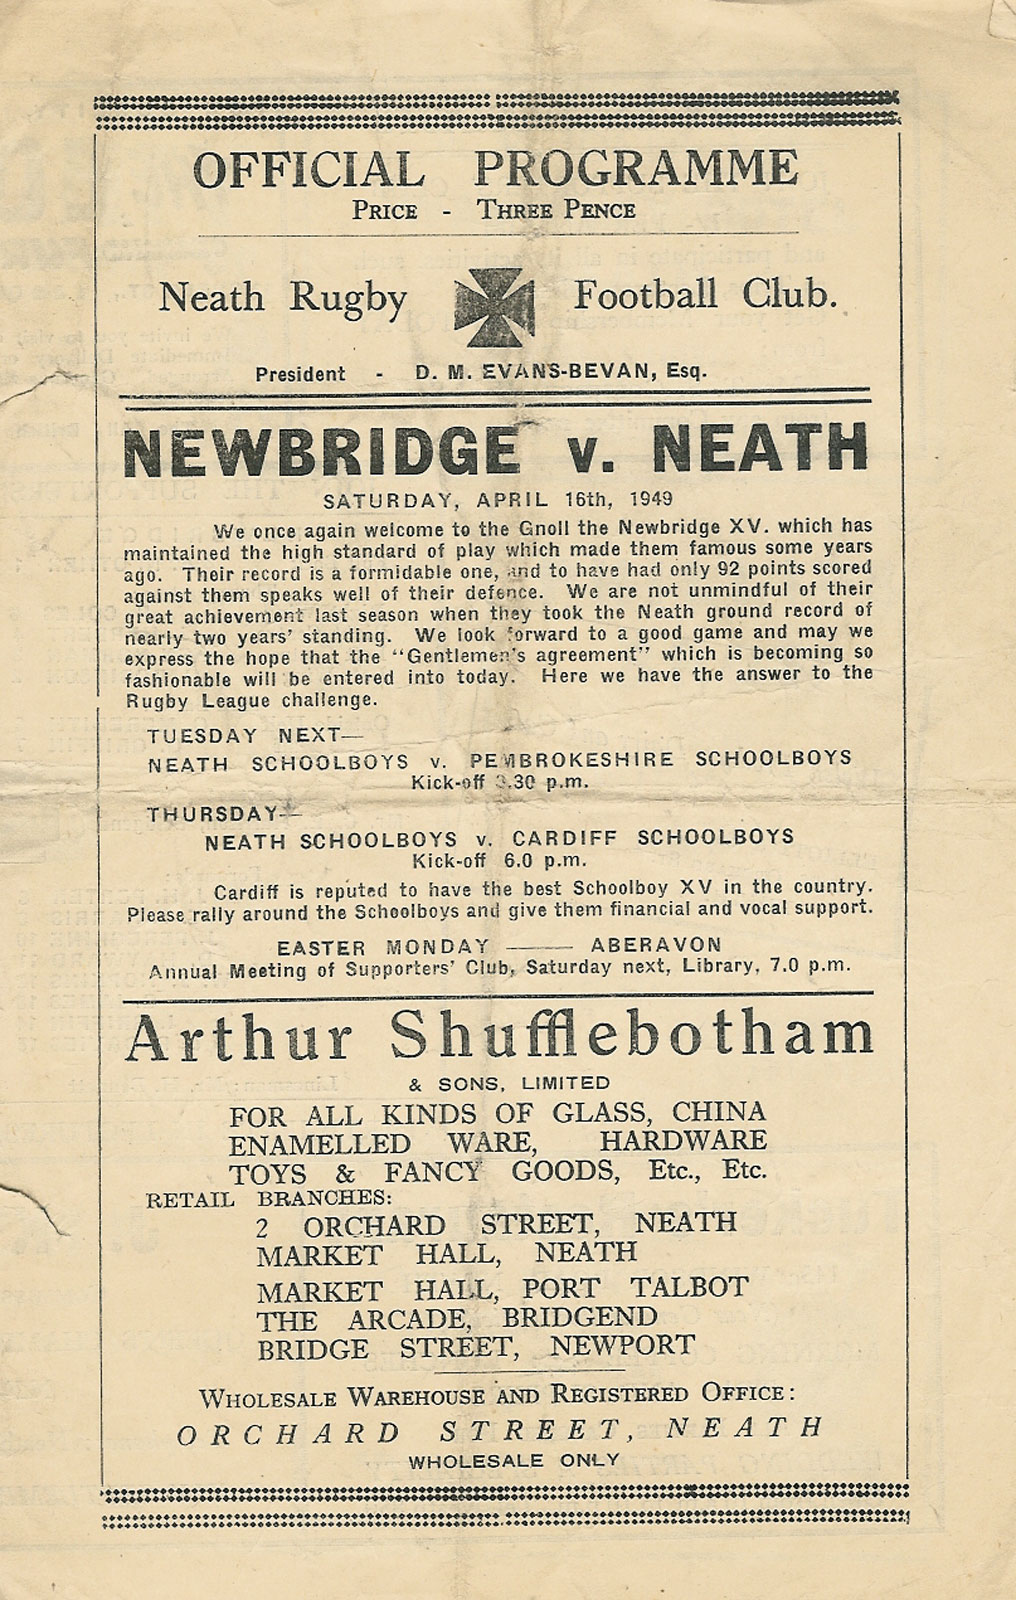 OFFICIAL PROGRAMME
PRICE - THREE PENCE
Neath Rugby Football Club.
President - D. M. EVANS-BEVAN, Esq.
NEWBRIDGE v. NEATH
SATURDAY, APRIL 16th, 1949
We once again welcome to the Gnoll the Newbridge XV. which has
maintained the high standard of play which made them famous some years
ago. Their record is a formidable one, and to have had only 92 points scored
against them speaks well of their defence. We are not unmindful of their
great achievement last season when they took the Neath ground record of
nearly two years' standing. We look forward to a good game and may we
express the hope that the "Gentlemen's agreement" which is becoming so
fashionable will be entered into today. Here we have the answer to the
Rugby League challenge.
TUESDAY NEXT—
NEATH SCHOOLBOYS v. PEMBROKESHIRE SCHOOLBOYS
Kick-off .30 p.m.
THURSDAY—
NEATH SCHOOLBOYS v. CARDIFF SCHOOLBOYS
Kick-off 6.0 p.m.
Cardiff is reputed to have the best Schoolboy XV in the country.
Please rally around the Schoolboys and give them financial and vocal support.
EASTER MONDAY —— ABERAVON
Annual Meeting of Supporters' Club, Saturday next, Library, 7.0 p.m.
Arthur Shufflebotham
& SONS, LIMITED
FOR ALL KINDS OF GLASS, CHINA
ENAMELLED WARE, HARDWARE
TOYS & FANCY GOODS, Etc., Etc.
RETAIL BRANCHES:
2 ORCHARD STREET, NEATH
MARKET HALL, NEATH
MARKET HALL, PORT TALBOT
THE ARCADE, BRIDGEND
BRIDGE STREET, NEWPORT
WHOLESALE WAREHOUSE AND REGISTERED OFFICE:
ORCHARD STREET, NEATH
WHOLESALE ONLY